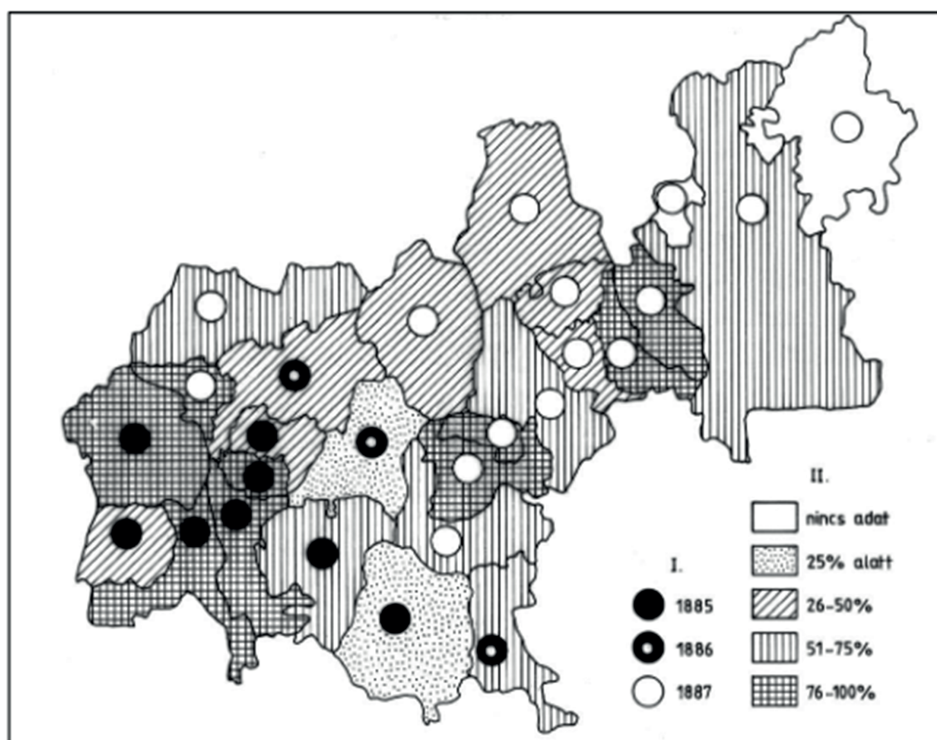 II.
nincs adat
25% alatt
26-50%
51-75%
76-100%
I.
1885
1886
1887